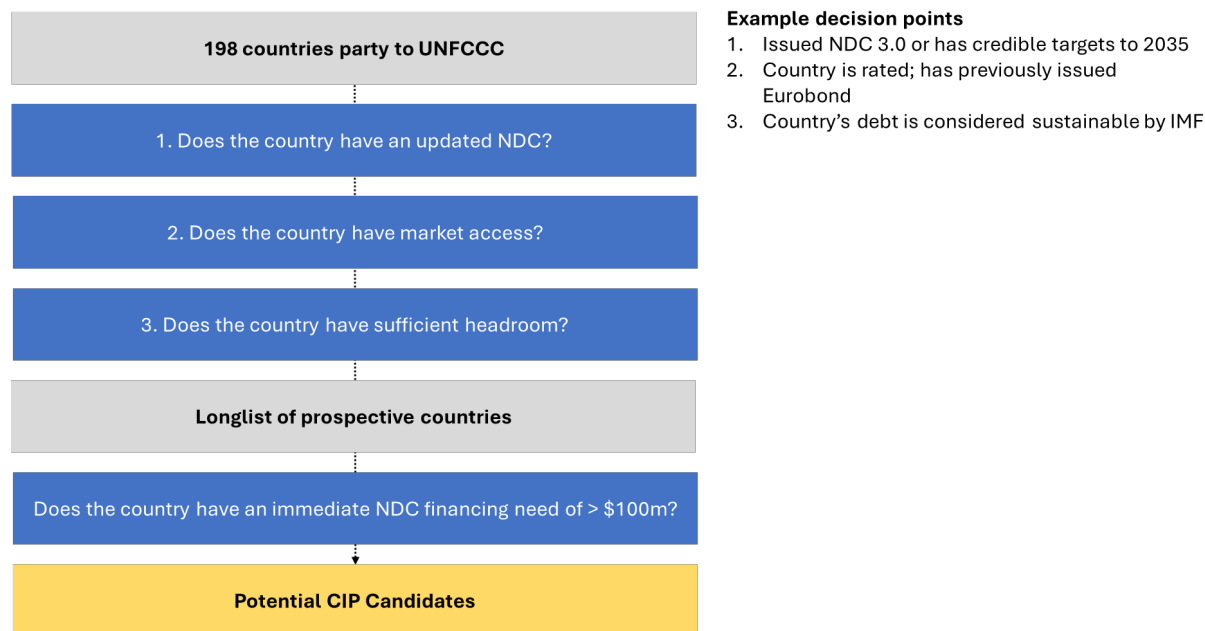 198 countries party to UNFCCC
1. Does the country have an updated NDC?
2. Does the country have market access?
3. Does the country have sufficient headroom?
Longlist of prospective countries
Does the country have an immediate NDC financing need of > $100m?
Potential CIP Candidates
Example decision points
1. Issued NDC 3.0 or has credible targets to 2035
2. Country is rated; has previously issued
Eurobond
3. Country’s debt is considered sustainable by IMF